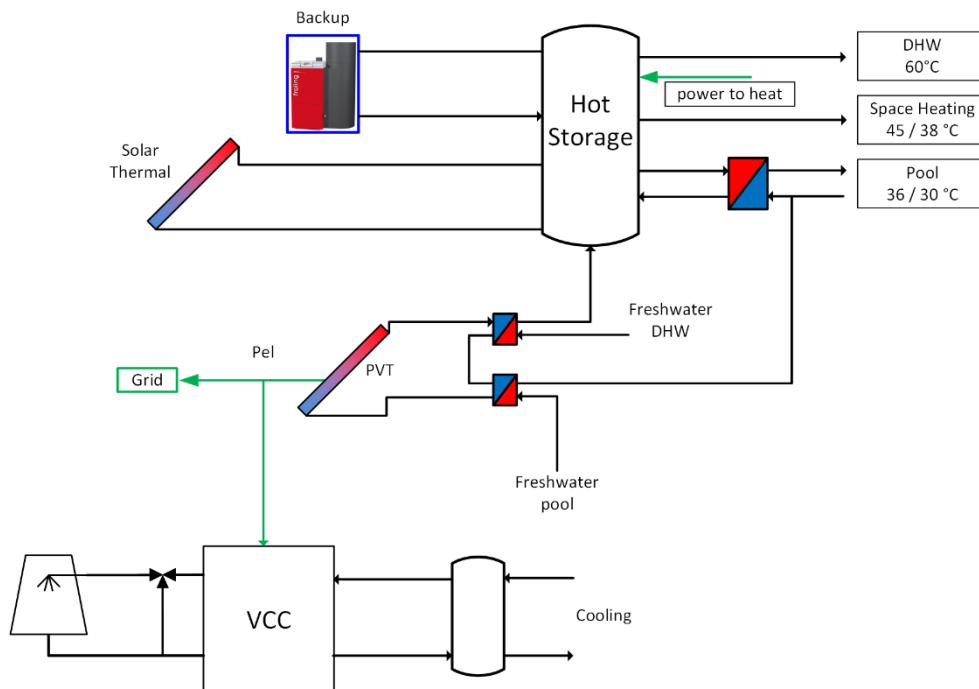 Backup
froling
DHW
60°C
power to heat
Hot
Storage
Space Heating
45 / 38 °C
Solar
Thermal
Pool
36 / 30 °C
Freshwater
DHW
Pel
PVT
Grid
Freshwater
pool
VCC
Cooling